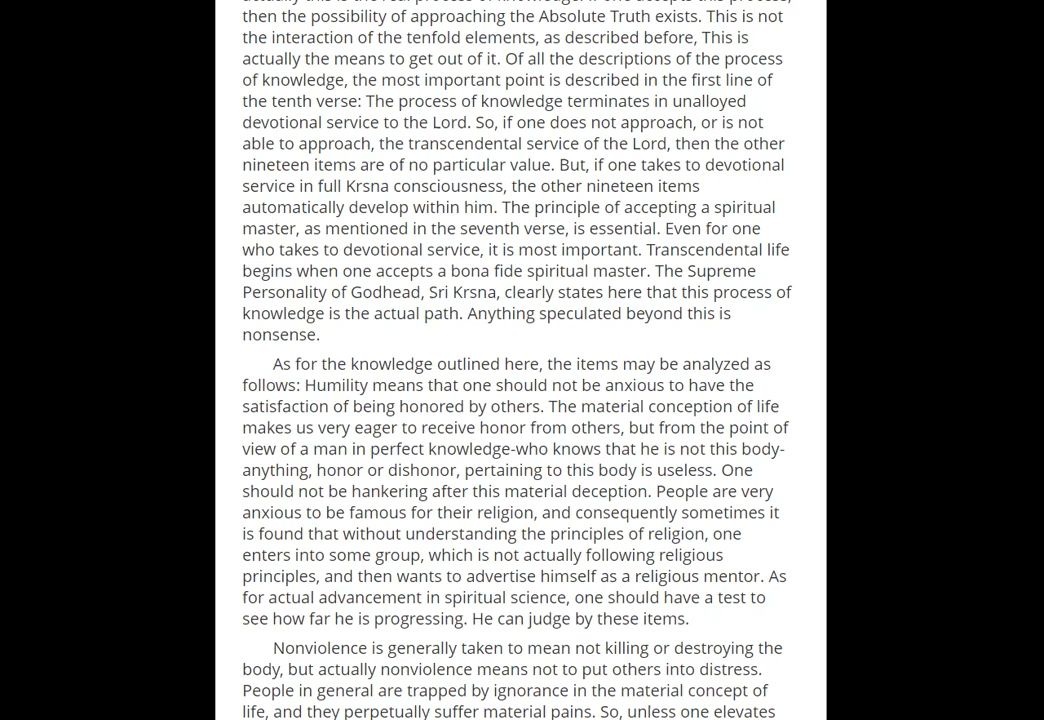 actually this is the real process of knowledge. If one accepts this process,
then the possibility of approaching the Absolute Truth exists. This is not
the interaction of the tenfold elements, as described before, This is
actually the means to get out of it. Of all the descriptions of the process
of knowledge, the most important point is described in the first line of
the tenth verse: The process of knowledge terminates in unalloyed
devotional service to the Lord. So, if one does not approach, or is not
able to approach, the transcendental service of the Lord, then the other
nineteen items are of no particular value. But, if one takes to devotional
service in full Krsna consciousness, the other nineteen items
automatically develop within him. The principle of accepting a spiritual
master, as mentioned in the seventh verse, is essential. Even for one
who takes to devotional service, it is most important. Transcendental life
begins when one accepts a bona fide spiritual master. The Supreme
Personality of Godhead, Sri Krsna, clearly states here that this process of
knowledge is the actual path. Anything speculated beyond this is
nonsense.
As for the knowledge outlined here, the items may be analyzed as
follows: Humility means that one should not be anxious to have the
satisfaction of being honored by others. The material conception of life
makes us very eager to receive honor from others, but from the point of
view of a man in perfect knowledge-who knows that he is not this body-
anything, honor or dishonor, pertaining to this body is useless. One
should not be hankering after this material deception. People are very
anxious to be famous for their religion, and consequently sometimes it
is found that without understanding the principles of religion, one
enters into some group, which is not actually following religious
principles, and then wants to advertise himself as a religious mentor. As
for actual advancement in spiritual science, one should have a test to
see how far he is progressing. He can judge by these items.
Nonviolence is generally taken to mean not killing or destroying the
body, but actually nonviolence means not to put others into distress.
People in general are trapped by ignorance in the material concept of
life, and they perpetually suffer material pains. So, unless one elevates